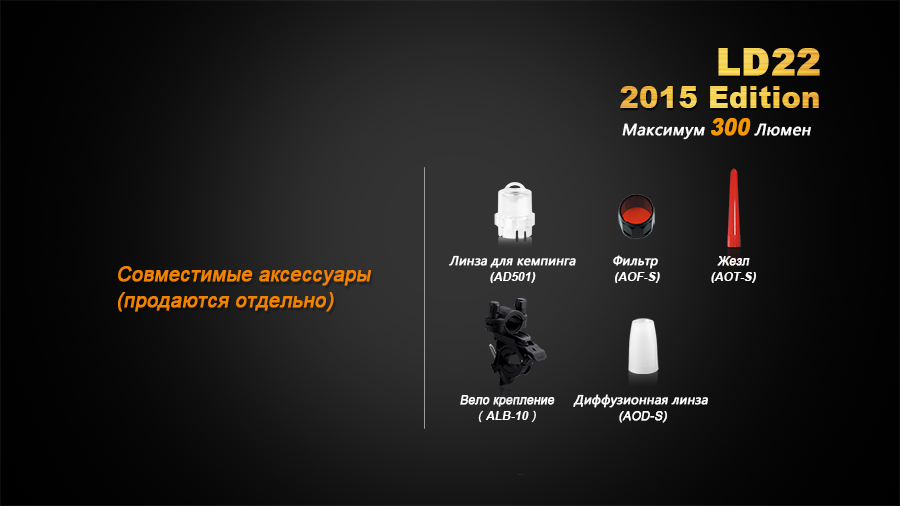 LD22
2015 Edition
Максимум 300 Люмен
Совместимые аксессуары
(продаются отдельно)
Линза для кемпинга
(AD501)
Фильтр
(AOF-S)
Жезл
(AOT-S)
Вело крепление
( ALB-10 )
Диффузионная линза
(AOD-S)